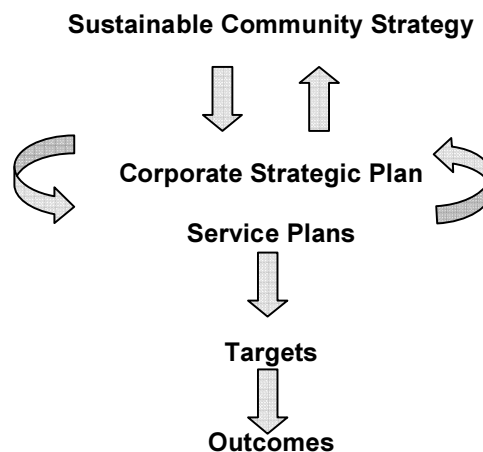 Sustainable Community Strategy
Corporate Strategic Plan
Service Plans
Targets
Outcomes